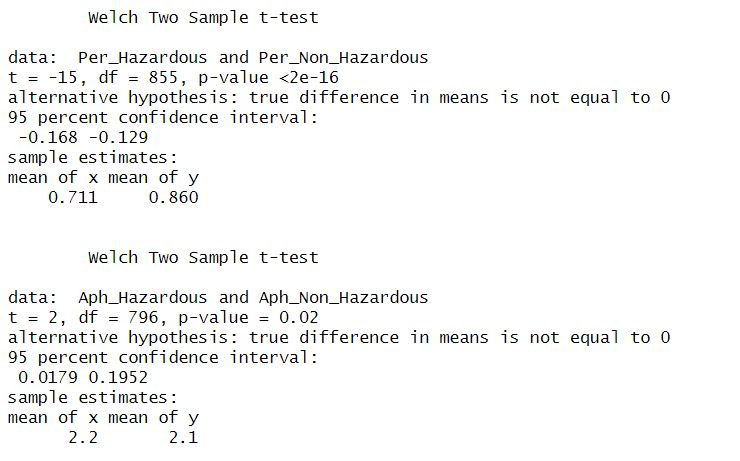 Welch Two Sample t-test
data: Per_Hazardous and Per_Non_Hazardous
t = -15, df = 855, p-value <2e-16
alternative hypothesis: true difference in means is not equal to 0
95 percent confidence interval:
-0.168 -0.129
sample estimates:
mean of x mean of y
0.711 0.860
Welch Two Sample t-test
data: Aph_Hazardous and Aph_Non_Hazardous
t = 2, df = 796, p-value = 0.02
alternative hypothesis: true difference in means is not equal to 0
95 percent confidence interval:
0.0179 0.1952
sample estimates:
mean of x mean of y
2.2 2.1